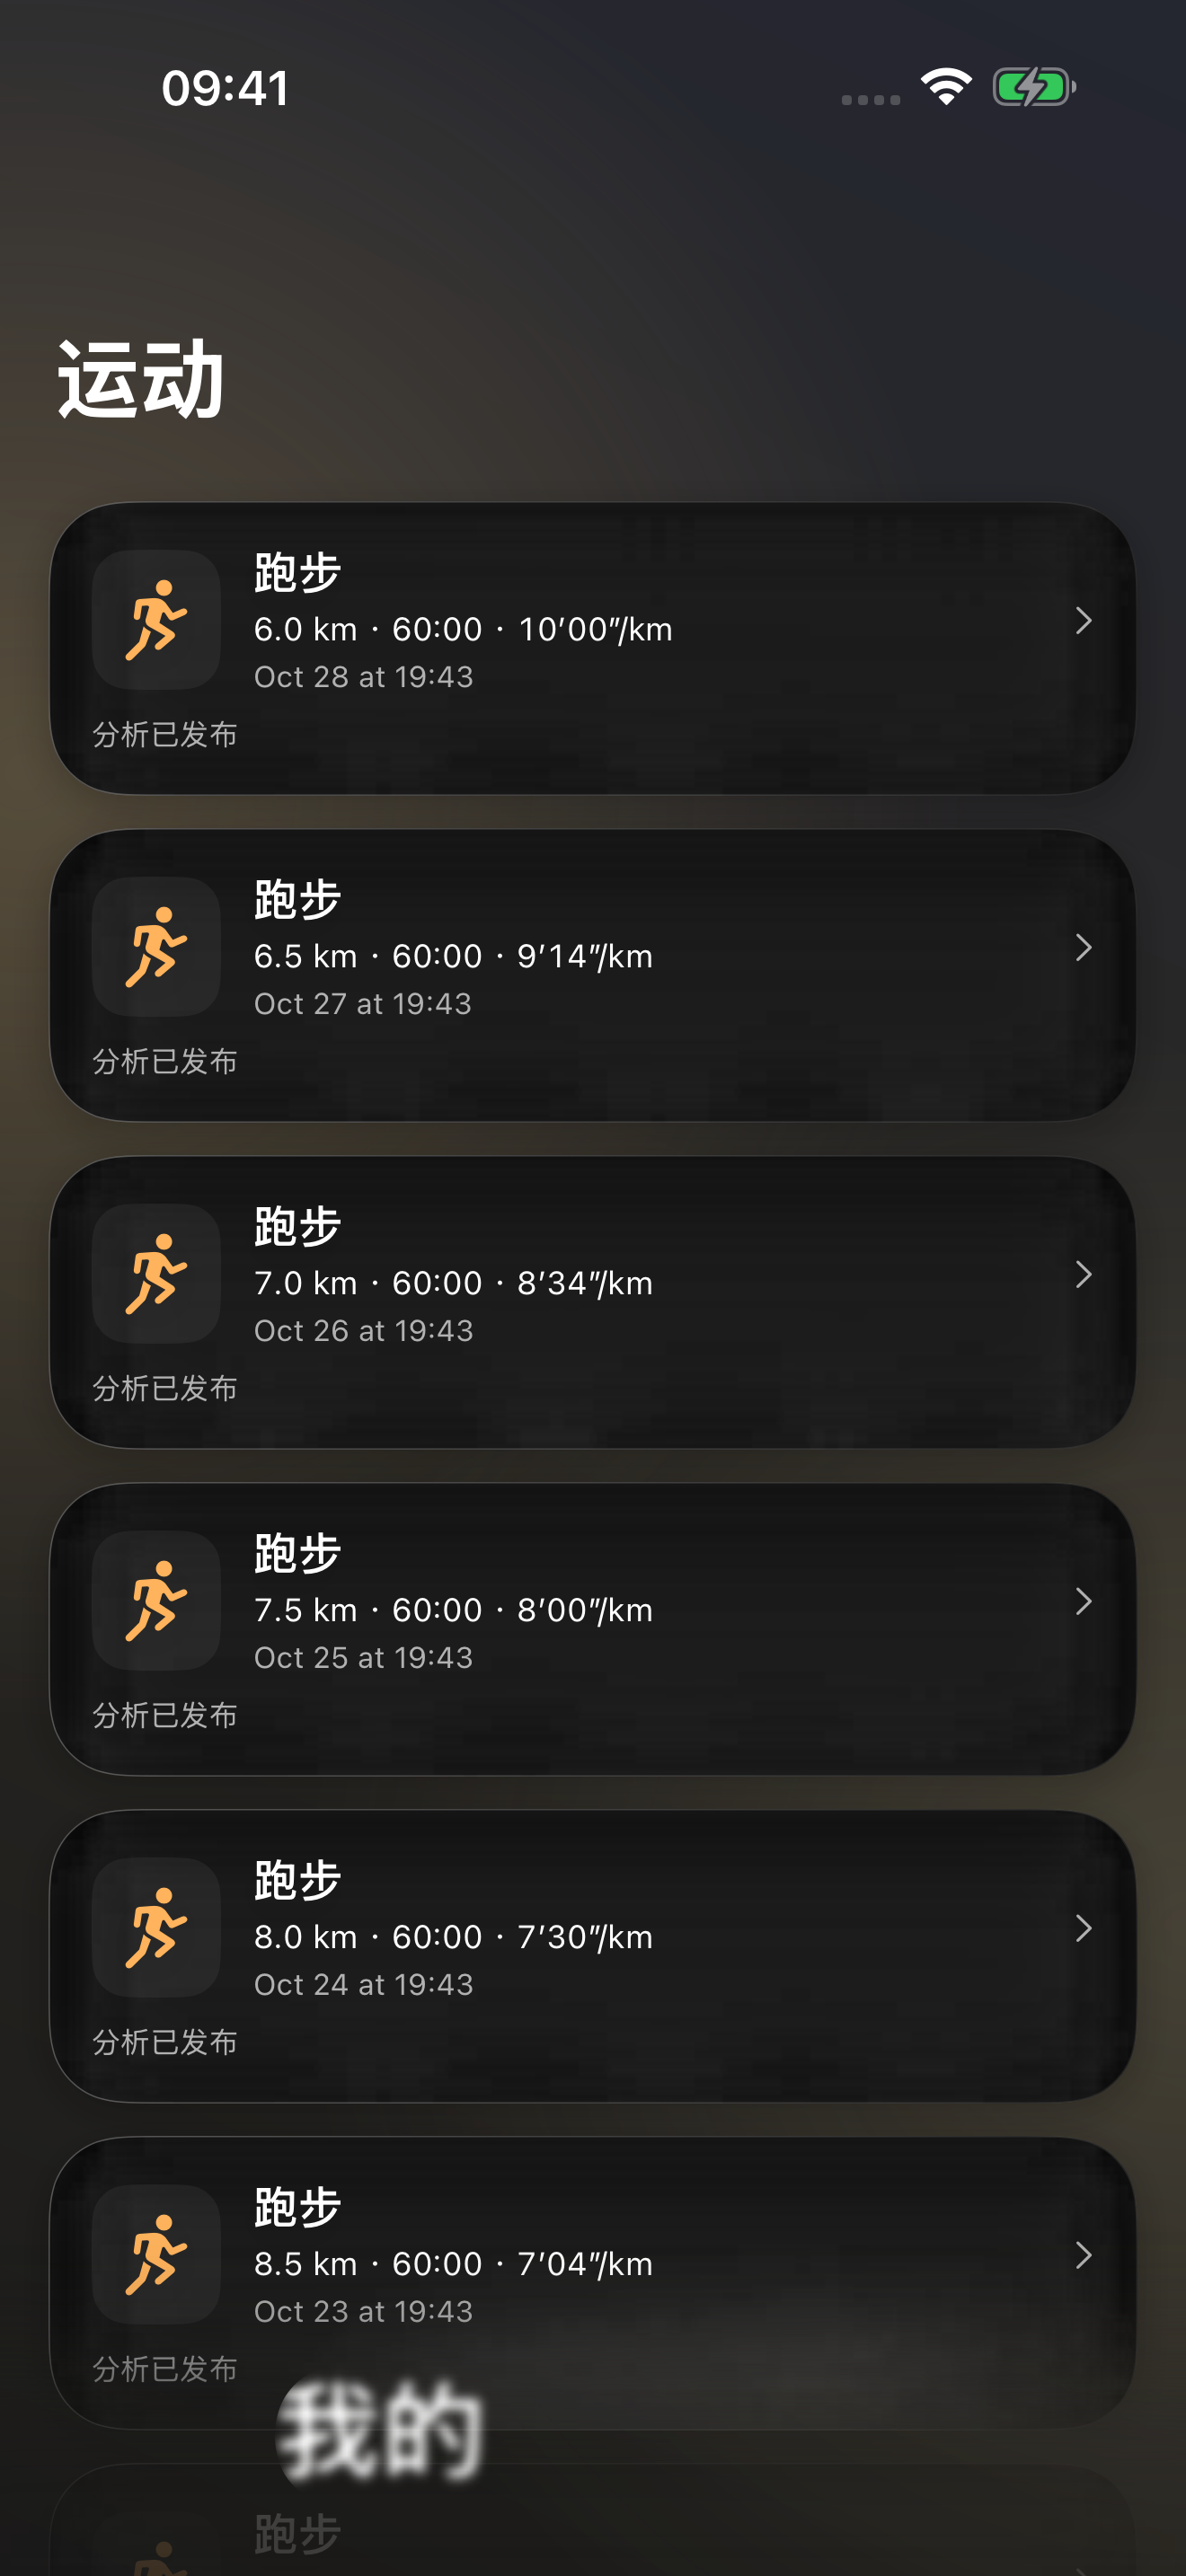 09:41
运动
跑步
6.0 km · 60:00 · 10’00”/km
Oct 28 at 19:43
分析已发布
跑步
6.5 km · 60:00 · 9’14”/km
Oct 27 at 19:43
分析已发布
跑步
7.0 km · 60:00 · 8’34”/km
Oct 26 at 19:43
分析已发布
跑步
7.5 km · 60:00 · 8’00”/km
Oct 25 at 19:43
分析已发布
跑步
8.0 km · 60:00 · 7’30”/km
Oct 24 at 19:43
分析已发布
跑步
8.5 km · 60:00 · 7’04”/km
Oct 23 at 19:43
分析已发布
我的
跑步